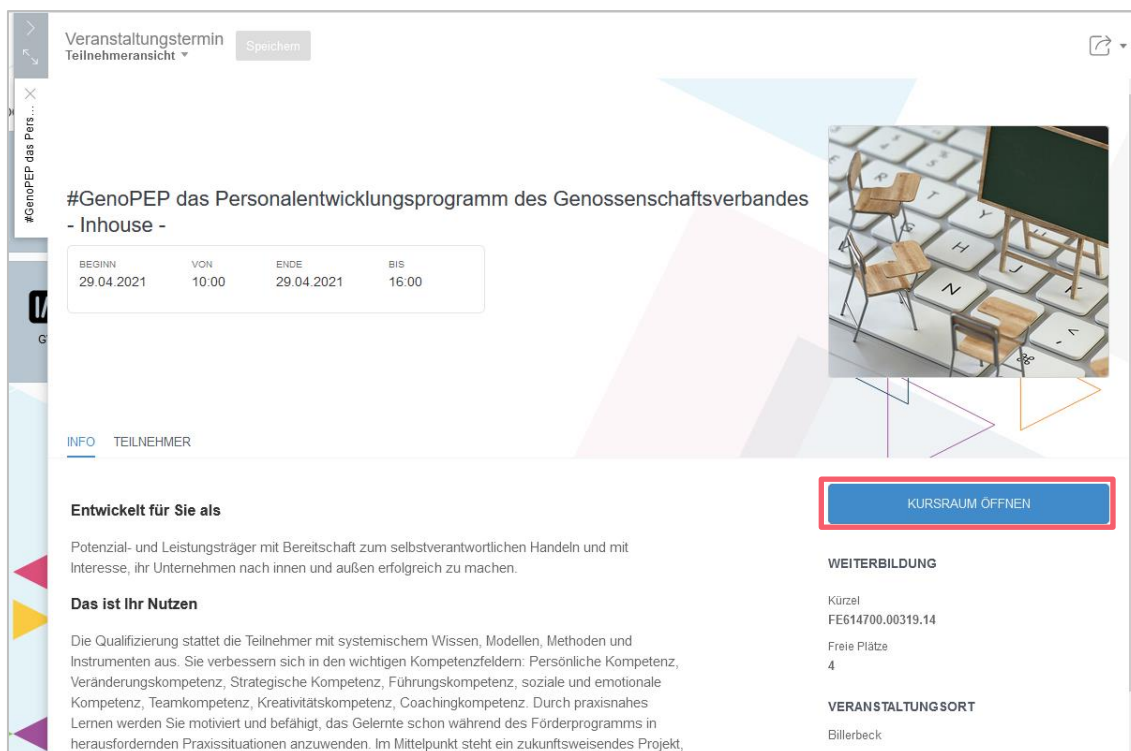 Veranstaltungstermin
Teilnehmeransicht
Speichern
#GenoPEP das Pers...
#GenoPEP das Personalentwicklungsprogramm des Genossenschaftsverbandes
- Inhouse -
BEGINN VON ENDE BIS
29.04.2021 10:00 29.04.2021 16:00
INFO TEILNEHMER
KURSRAUM ÖFFNEN
Entwickelt für Sie als
Potenzial- und Leistungsträger mit Bereitschaft zum selbstverantwortlichen Handeln und mit
Interesse, ihr Unternehmen nach innen und außen erfolgreich zu machen.
Das ist Ihr Nutzen
Die Qualifizierung stattet die Teilnehmer mit systemischem Wissen, Modellen, Methoden und
Instrumenten aus. Sie verbessern sich in den wichtigen Kompetenzfeldern: Persönliche Kompetenz,
Veränderungskompetenz, Strategische Kompetenz, Führungskompetenz, soziale und emotionale
Kompetenz, Teamkompetenz, Kreativitätskompetenz, Coachingkompetenz. Durch praxisnahes
Lernen werden Sie motiviert und befähigt, das Gelernte schon während des Förderprogramms in
herausfordernden Praxissituationen anzuwenden. Im Mittelpunkt steht ein zukunftsweisendes Projekt,
WEITERBILDUNG
Kürzel
FE614700.00319.14
Freie Plätze
4
VERANSTALTUNGSORT
Billerbeck